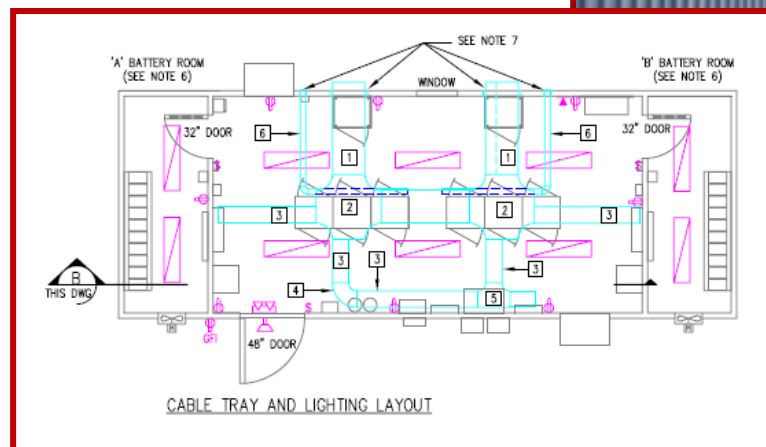 SEE NOTE 7
'A' BATTERY ROOM
(SEE NOTE 6)
WINDOW
'B' BATTERY ROOM
(SEE NOTE 6)
32" DOOR
32" DOOR
6
6
1
1
2
2
3
3
3
3
3
4
5
B
THIS DWG
$
$
GFI
48" DOOR
CABLE TRAY AND LIGHTING LAYOUT